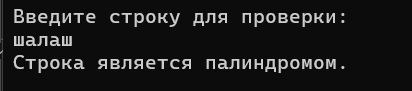 Введите строку для проверки:
шалаш
Строка является палиндромом.